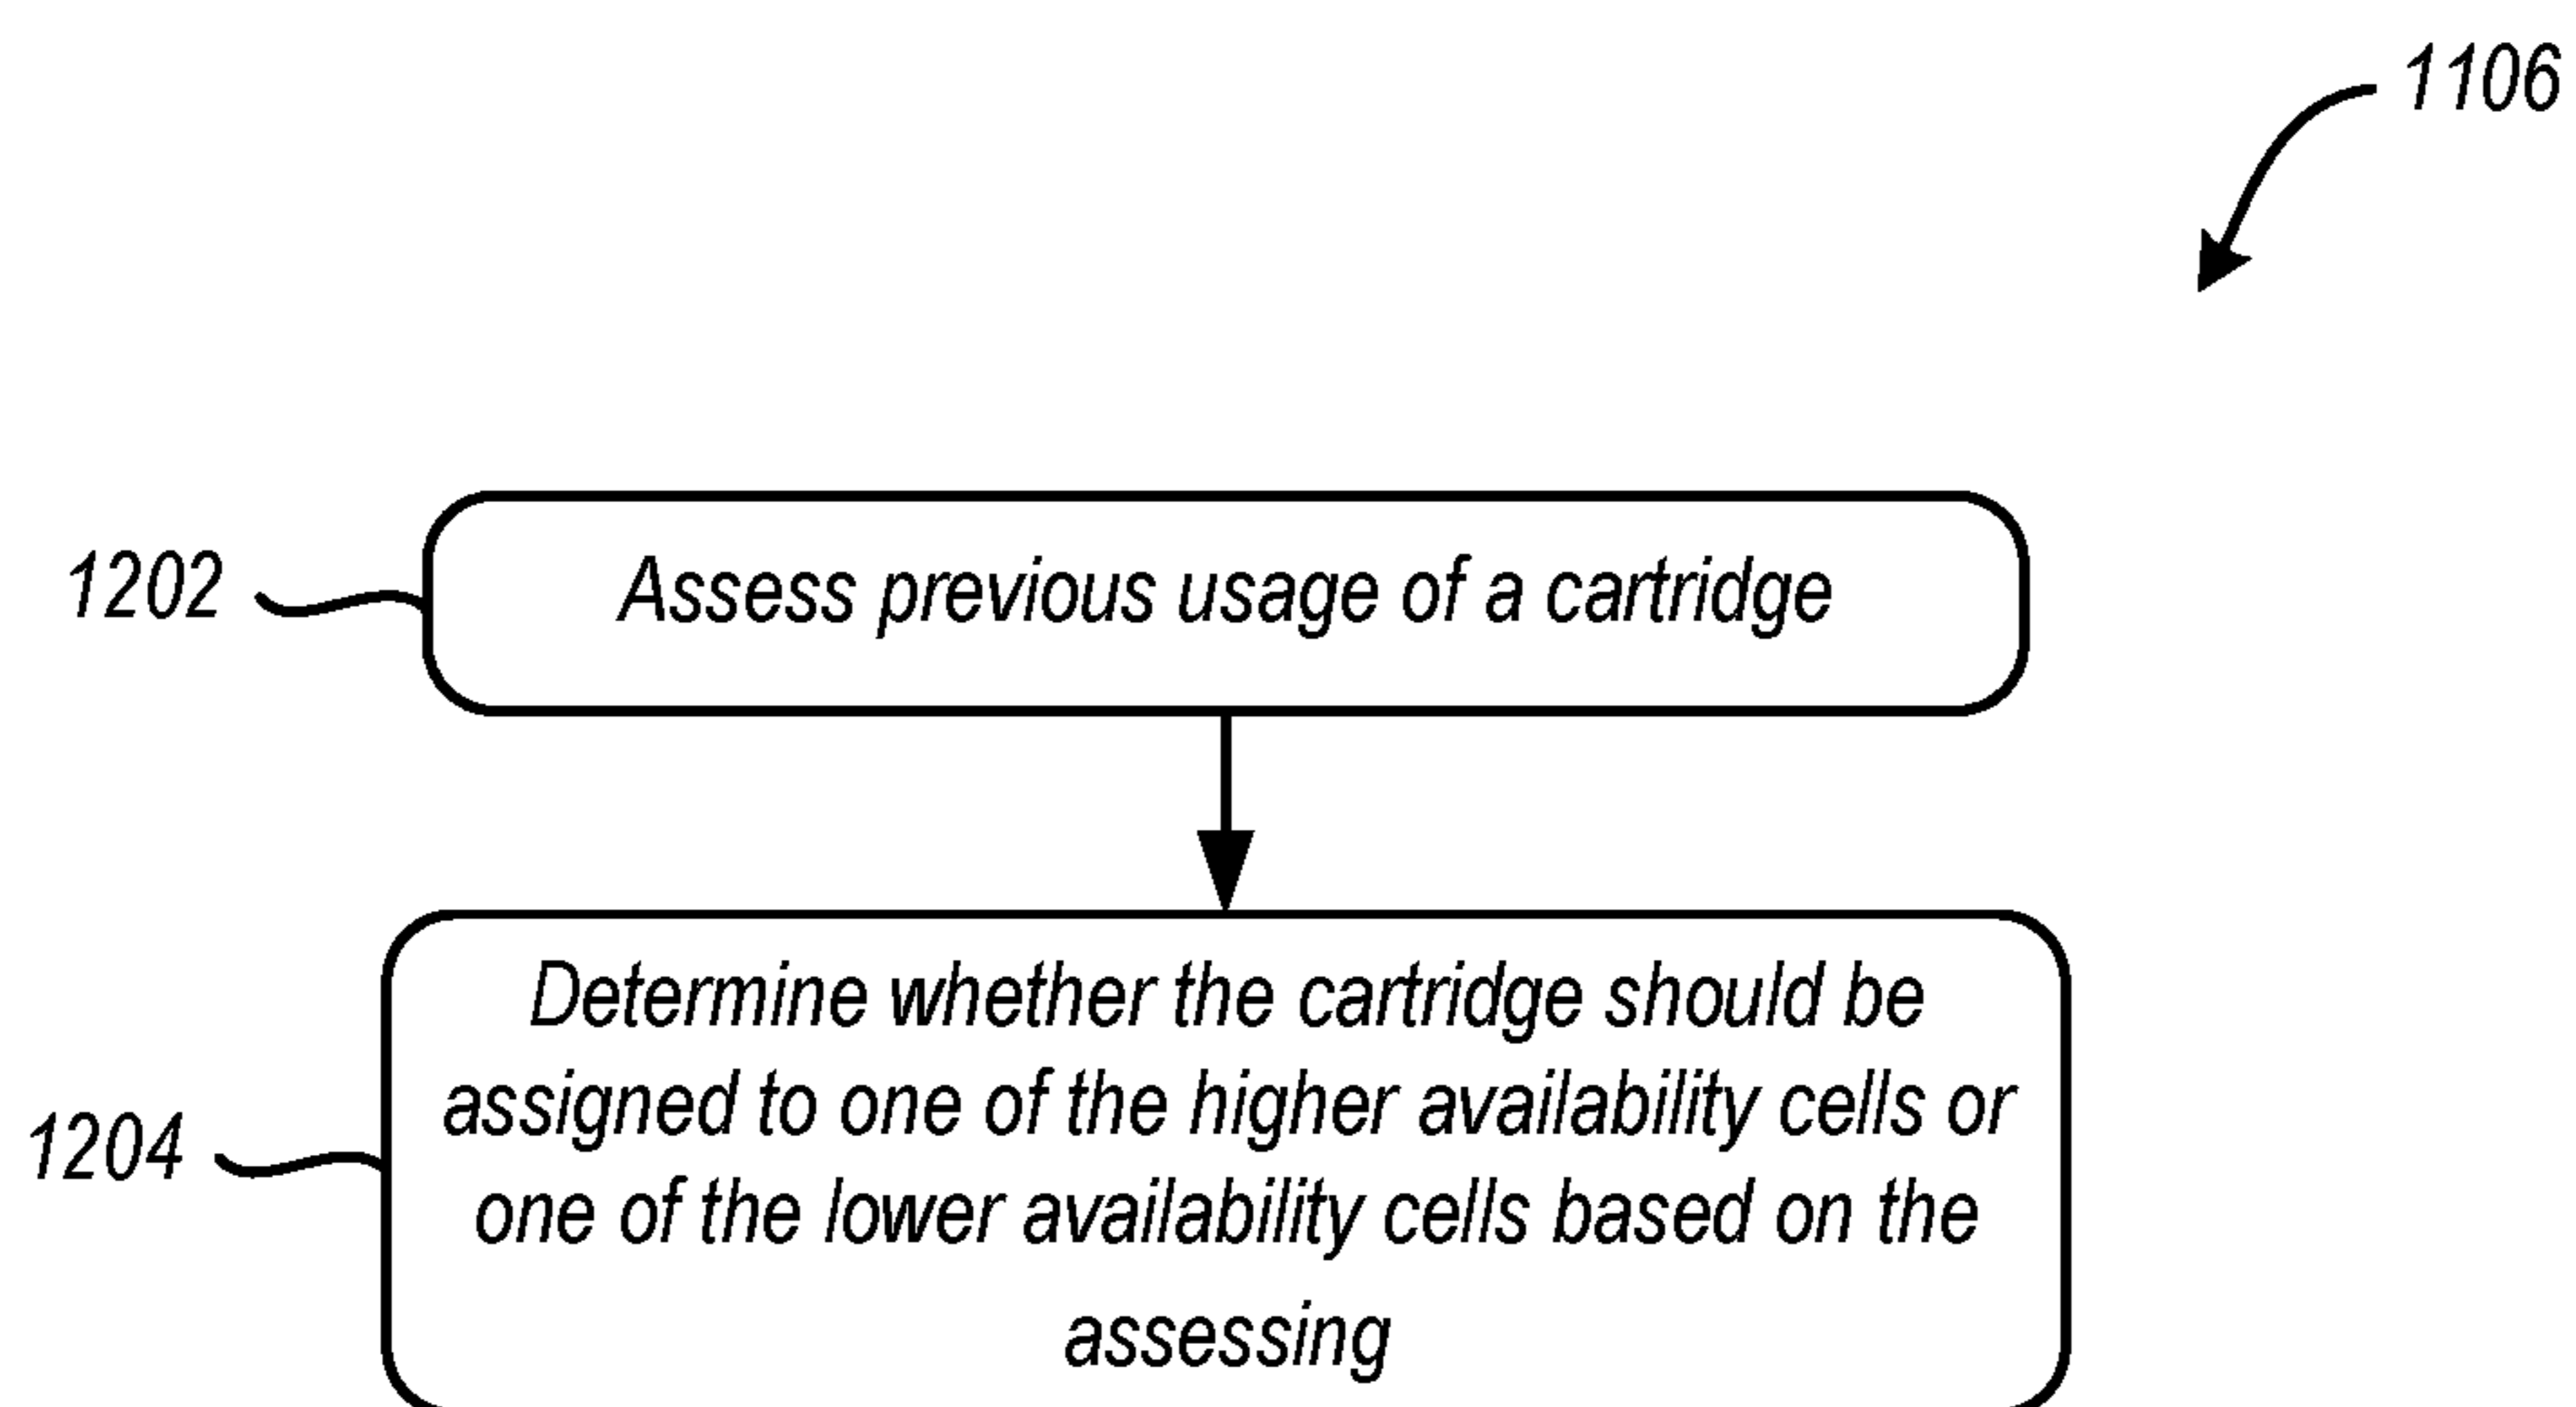 1106
1202
Assess previous usage of a cartridge
Determine whether the cartridge should be
assigned to one of the higher availability cells or
1204
one of the lower availability cells based on the
assessing